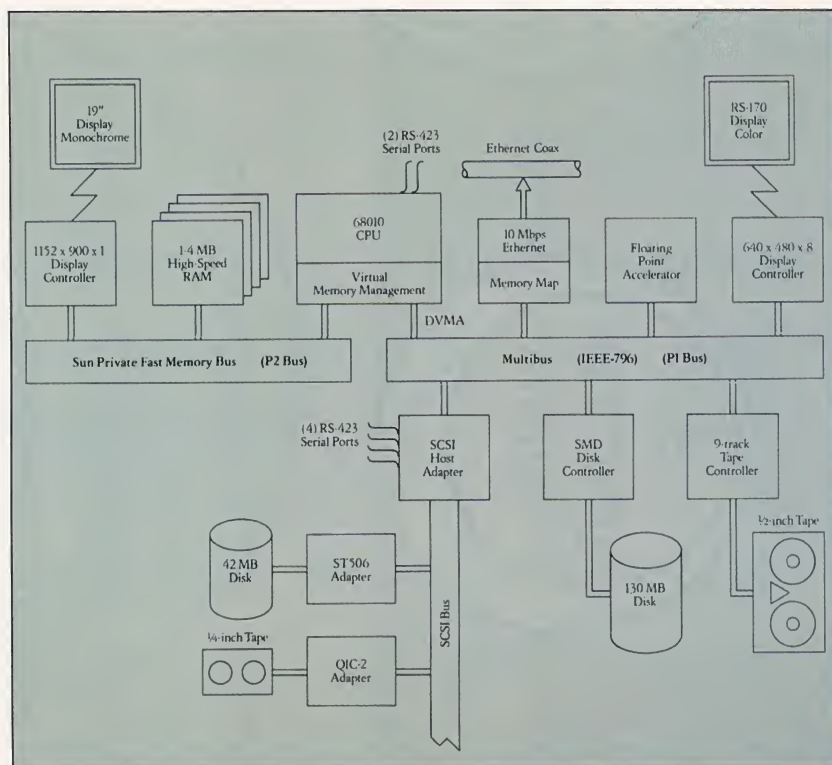 19"
Display
Monochrome
RS-170
Display
Color
(2) RS-423
Serial Ports
Ethernet Coax
1152 x 900 x 1
Display
Controller
1-4 MB
High-Speed
RAM
68010
CPU
Virtual
Memory Management
10 Mbps
Ethernet
Memory Map
Floating
Point
Accelerator
640 x 480 x 8
Display
Controller
DVMA
Sun Private Fast Memory Bus (P2 Bus)
Multibus (IEEE-796) (P1 Bus)
(4) RS-423
Serial Ports
SCSI
Host
Adapter
SMD
Disk
Controller
9-track
Tape
Controller
½-inch Tape
42 MB
Disk
ST506
Adapter
130 MB
Disk
SCSI Bus
¼-inch Tape
QIC-2
Adapter